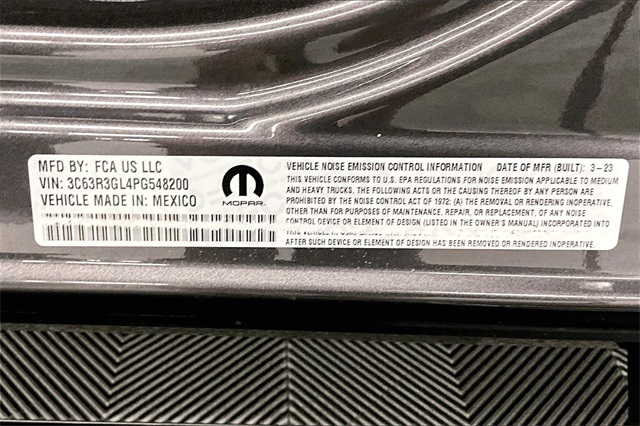 MFD BY: FCA US LLC
VIN: 3C63R3GL4PG548200
VEHICLE MADE IN: MEXICO
MOPAR
VEHICLE NOISE EMISSION CONTROL INFORMATION DATE OF MFR (BUILT): 3-23
THIS VEHICLE CONFORMS TO U.S. EPA REGULATIONS FOR NOISE EMISSION APPLICABLE TO MEDIUM
AND HEAVY TRUCKS. THE FOLLOWING ACTS OR THE CAUSING THEREOF BY ANY PERSON ARE
PROHIBITED BY THE NOISE CONTROL ACT OF 1972: (A) THE REMOVAL OR RENDERING INOPERATIVE,
OTHER THAN FOR PURPOSES OF MAINTENANCE, REPAIR, OR REPLACEMENT, OF ANY NOISE
CONTROL DEVICE OR ELEMENT OF DESIGN (LISTED IN THE OWNER'S MANUAL) INCORPORATED INTO
AFTER SUCH DEVICE OR ELEMENT OF DESIGN HAS BEEN REMOVED OR RENDERED INOPERATIVE.